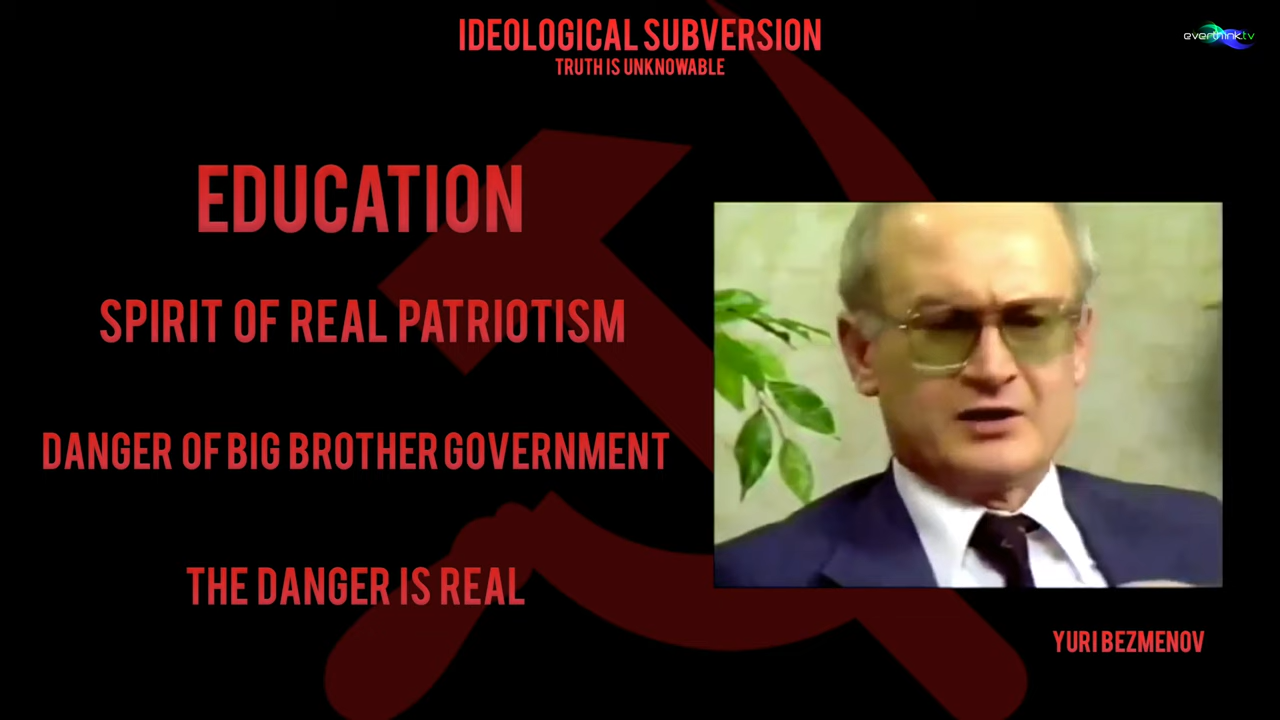 IDEOLOGICAL SUBVERSION
TRUTH IS UNKNOWABLE
everthink.tv
EDUCATION
SPIRIT OF REAL PATRIOTISM
DANGER OF BIG BROTHER GOVERNMENT
THE DANGER IS REAL
YURI BEZMENOV